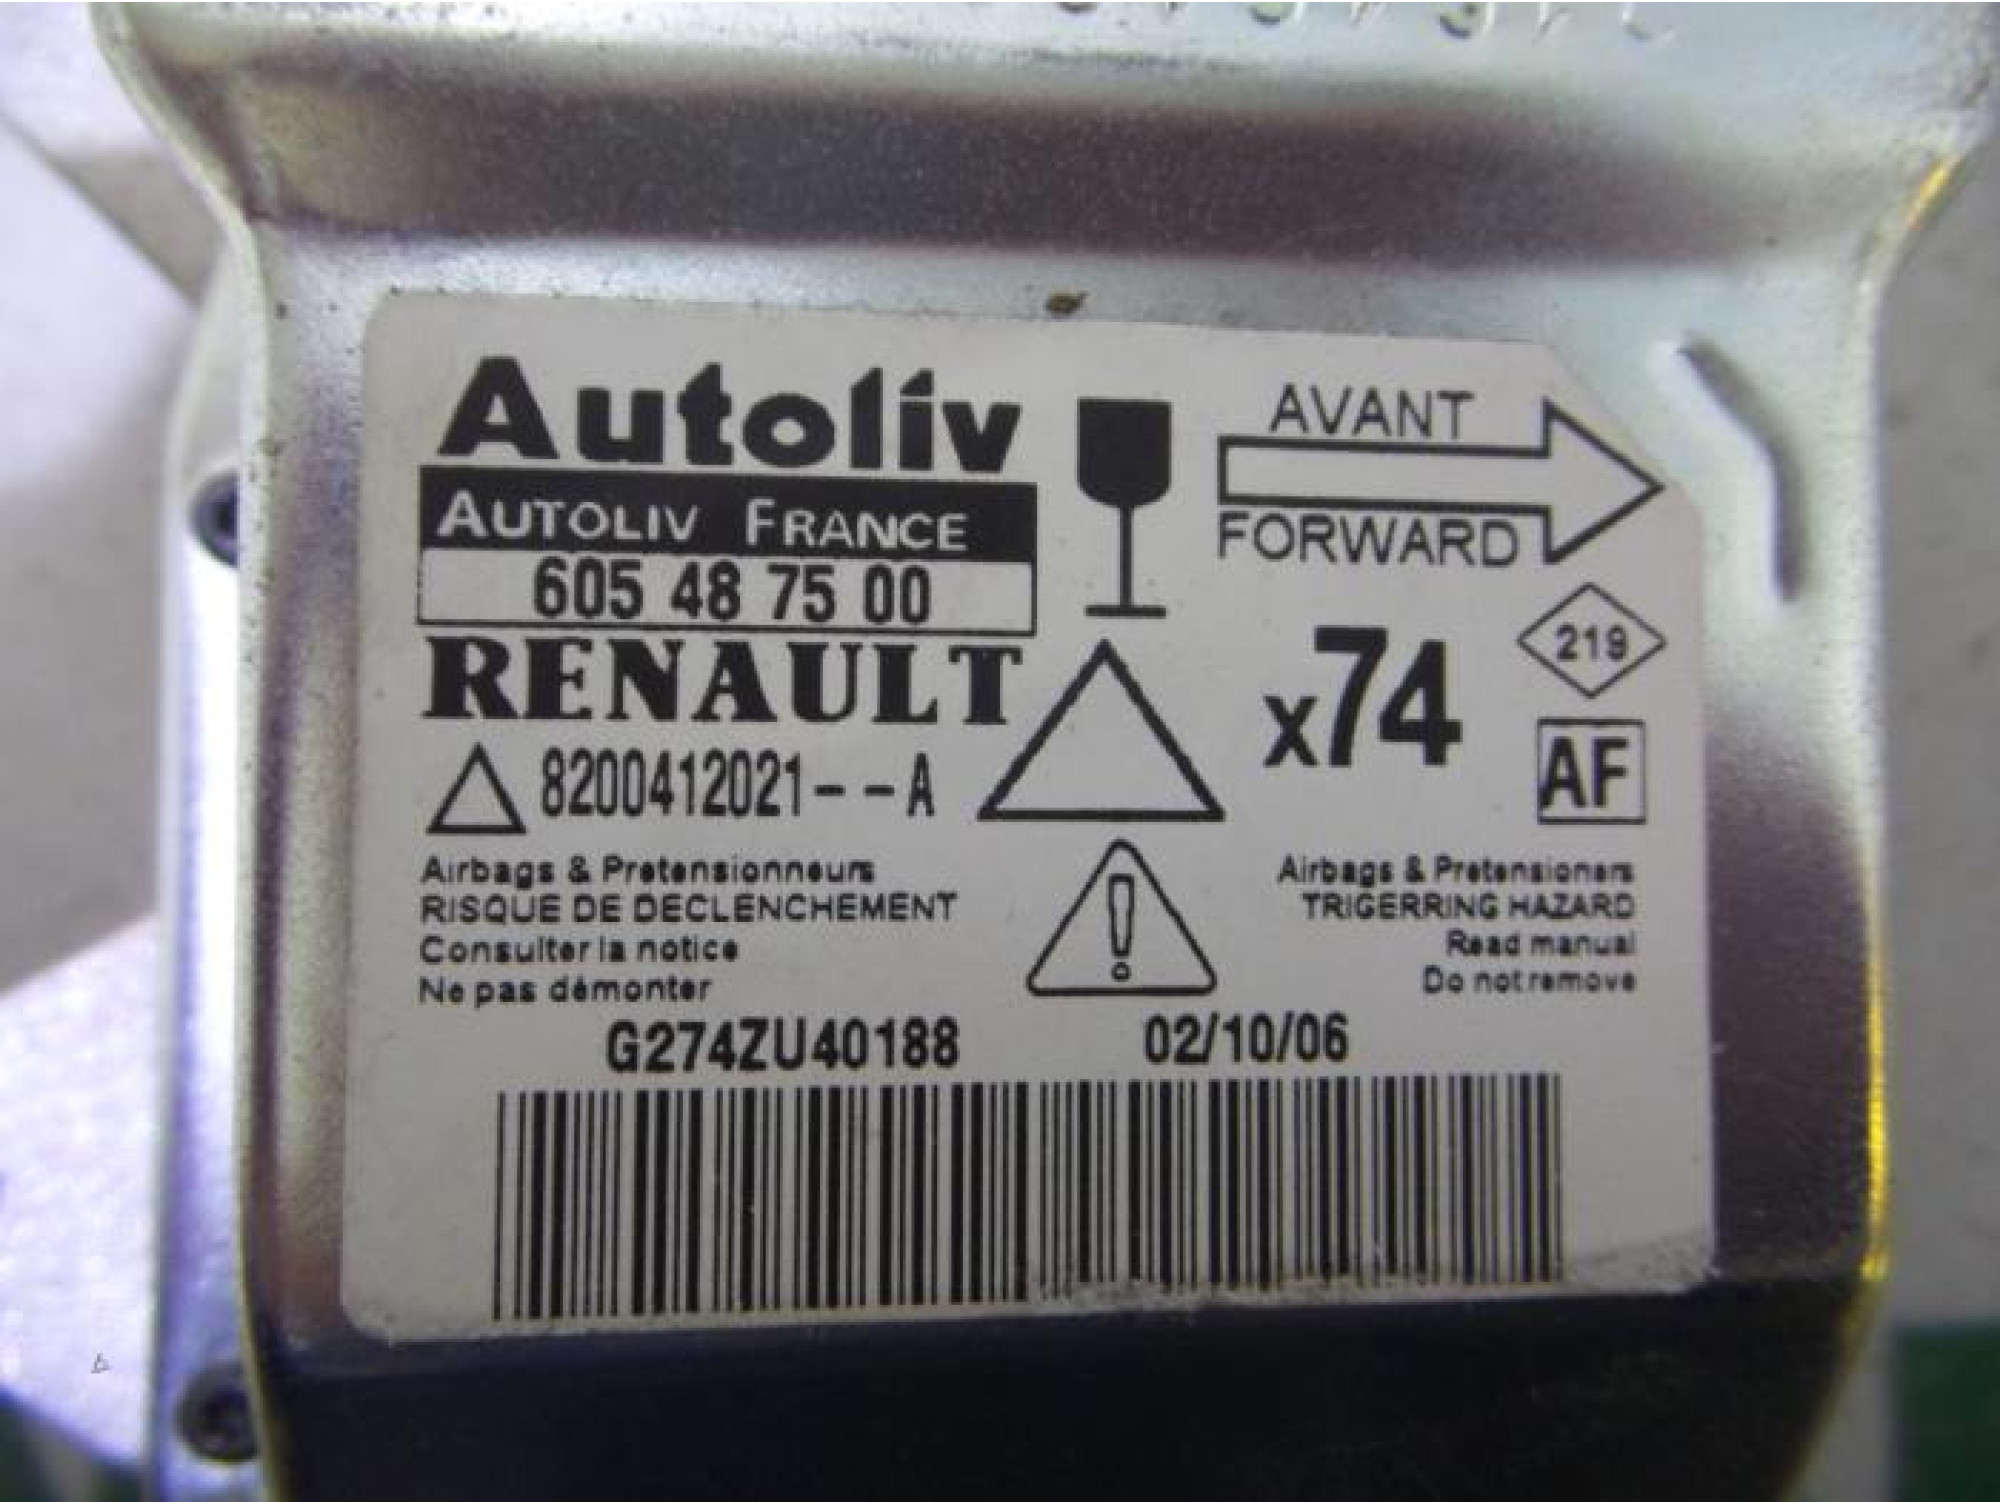 Autoliv
AUTOLIV FRANCE
605 48 75 00
RENAULT
8200412021--A
AVANT
FORWARD
x74
219
AF
Airbags & Pretensionneurs
RISQUE DE DECLENCHEMENT
Consulter la notice
Ne pas démonter
!
Airbags & Pretensioners
TRIGERRING HAZARD
Read manual
Do not remove
G274ZU40188 02/10/06